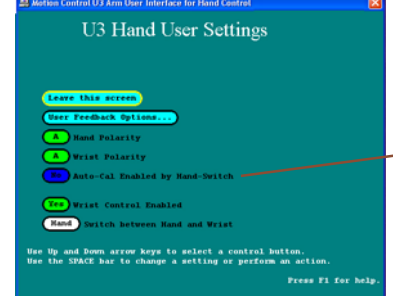 Motion Control U3 Arm User Interface for Hand Control
U3 Hand User Settings
Leave this screen
User Feedback Options...
A Hand Polarity
A Wrist Polarity
No Auto-Cal Enabled by Hand-Switch
Yes Wrist Control Enabled
Hand Switch between Hand and Wrist
Use Up and Down arrow keys to select a control button.
Use the SPACE bar to change a setting or perform an action.
Press F1 for help.